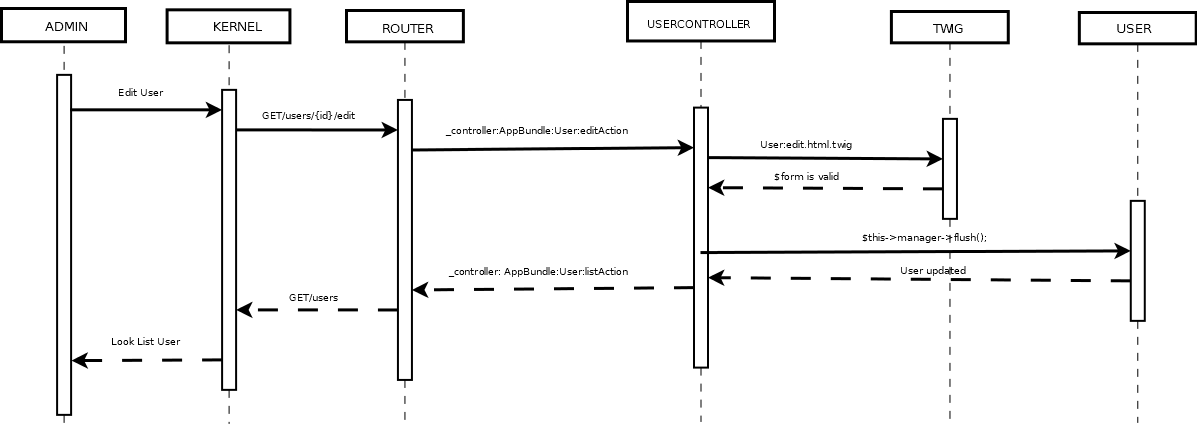 ADMIN
KERNEL
ROUTER
USERCONTROLLER
TWIG
USER
Edit User
GET/users/{id}/edit
_controller:AppBundle:User:editAction
User:edit.html.twig
$form is valid
$this->manager->flush();
User updated
_controller: AppBundle:User:listAction
GET/users
Look List User